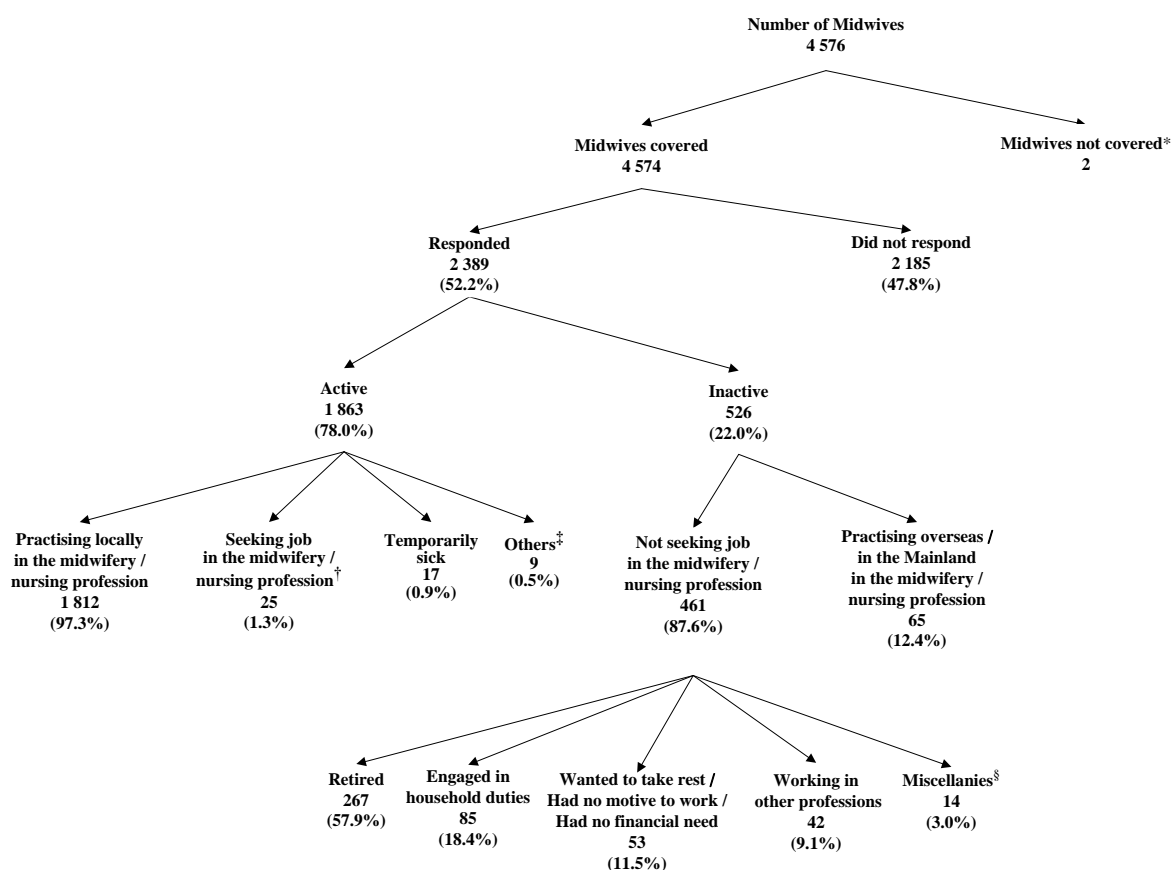 Number of Midwives
4 576
Midwives covered
4 574
Midwives not covered*
2
Responded
2 389
(52.2%)
Did not respond
2 185
(47.8%)
Active
1 863
(78.0%)
Inactive
526
(22.0%)
Practising locally
in the midwifery /
nursing profession
1 812
(97.3%)
Seeking job
in the midwifery /
nursing profession†
25
(1.3%)
Temporarily
sick
17
(0.9%)
Others‡
9
(0.5%)
Not seeking job
in the midwifery /
nursing profession
461
(87.6%)
Practising overseas /
in the Mainland
in the midwifery /
nursing profession
65
(12.4%)
Retired
267
(57.9%)
Engaged in
household duties
85
(18.4%)
Wanted to take rest /
Had no motive to work /
Had no financial need
53
(11.5%)
Working in
other professions
42
(9.1%)
Miscellanies§
14
(3.0%)